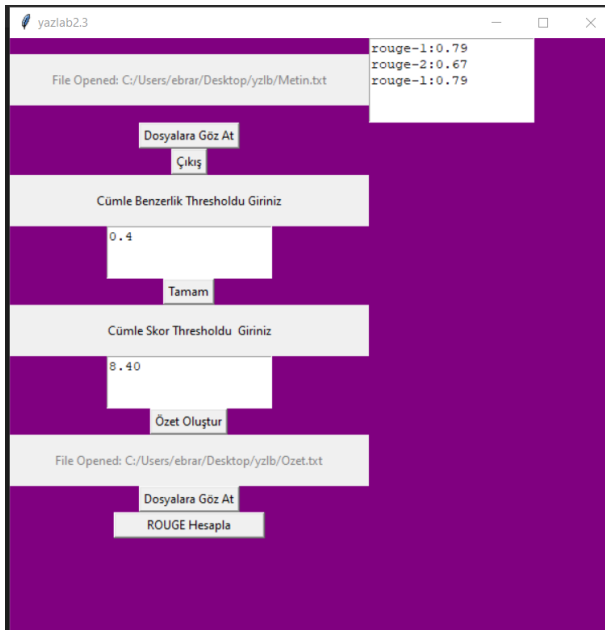 yazlab2.3
File Opened: C:/Users/ebrar/Desktop/yzlb/Metin.txt
rouge-1:0.79
rouge-2:0.67
rouge-l:0.79
Dosyalara Göz At
Çıkış
Cümle Benzerlik Thresholdu Giriniz
0.4
Tamam
Cümle Skor Thresholdu  Giriniz
8.40
Özet Oluştur
File Opened: C:/Users/ebrar/Desktop/yzlb/Ozet.txt
Dosyalara Göz At
ROUGE Hesapla